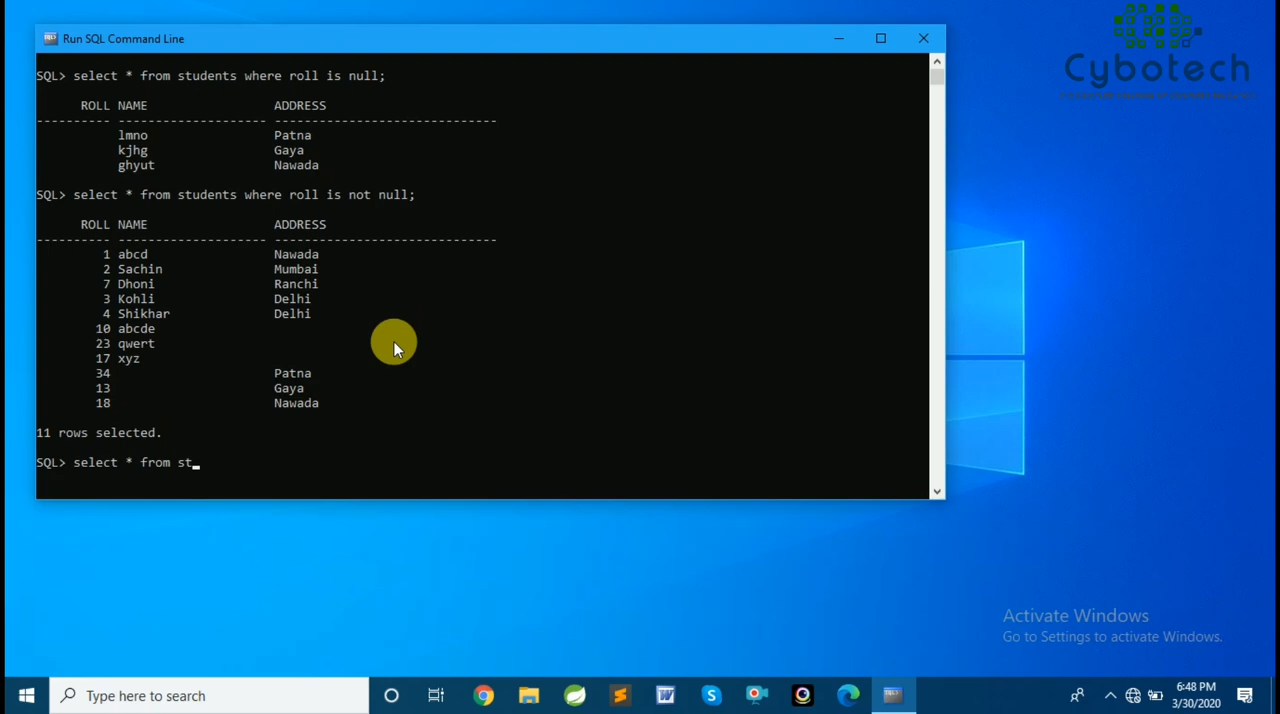 Run SQL Command Line
Cybotech
SQL> select * from students where roll is null;
ROLL NAME ADDRESS
---------- -------------------- ------------------------------
lmno Patna
kjhg Gaya
ghyut Nawada
SQL> select * from students where roll is not null;
ROLL NAME ADDRESS
---------- -------------------- ------------------------------
1 abcd Nawada
2 Sachin Mumbai
7 Dhoni Ranchi
3 Kohli Delhi
4 Shikhar Delhi
10 abcde
23 qwert
17 xyz
34 Patna
13 Gaya
18 Nawada
11 rows selected.
SQL> select * from st_
Activate Windows
Go to Settings to activate Windows.
Type here to search
6:48 PM
3/30/2020